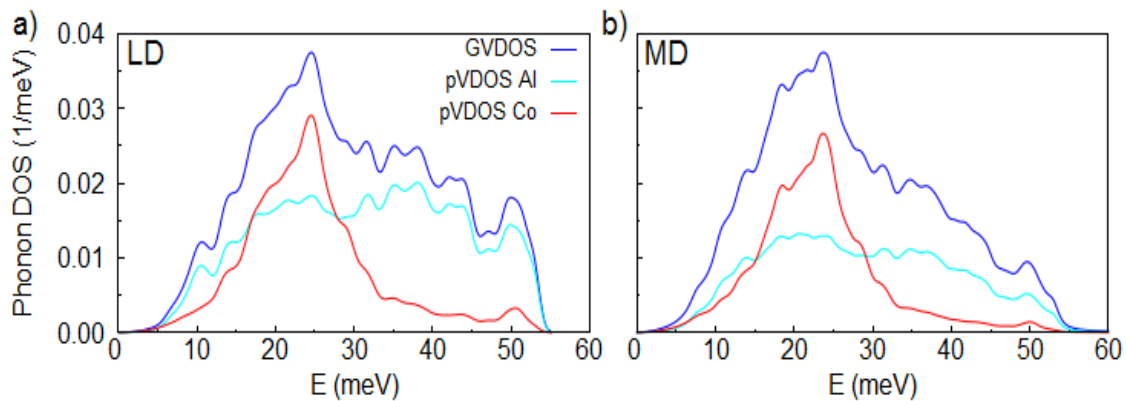 a)
LD
GVDOS
pVDOS Al
pVDOS Co
Phonon DOS (1/meV)
0.04
0.03
0.02
0.01
0.00
0 10 20 30 40 50 60
E (meV)
b)
MD
0 10 20 30 40 50 60
E (meV)